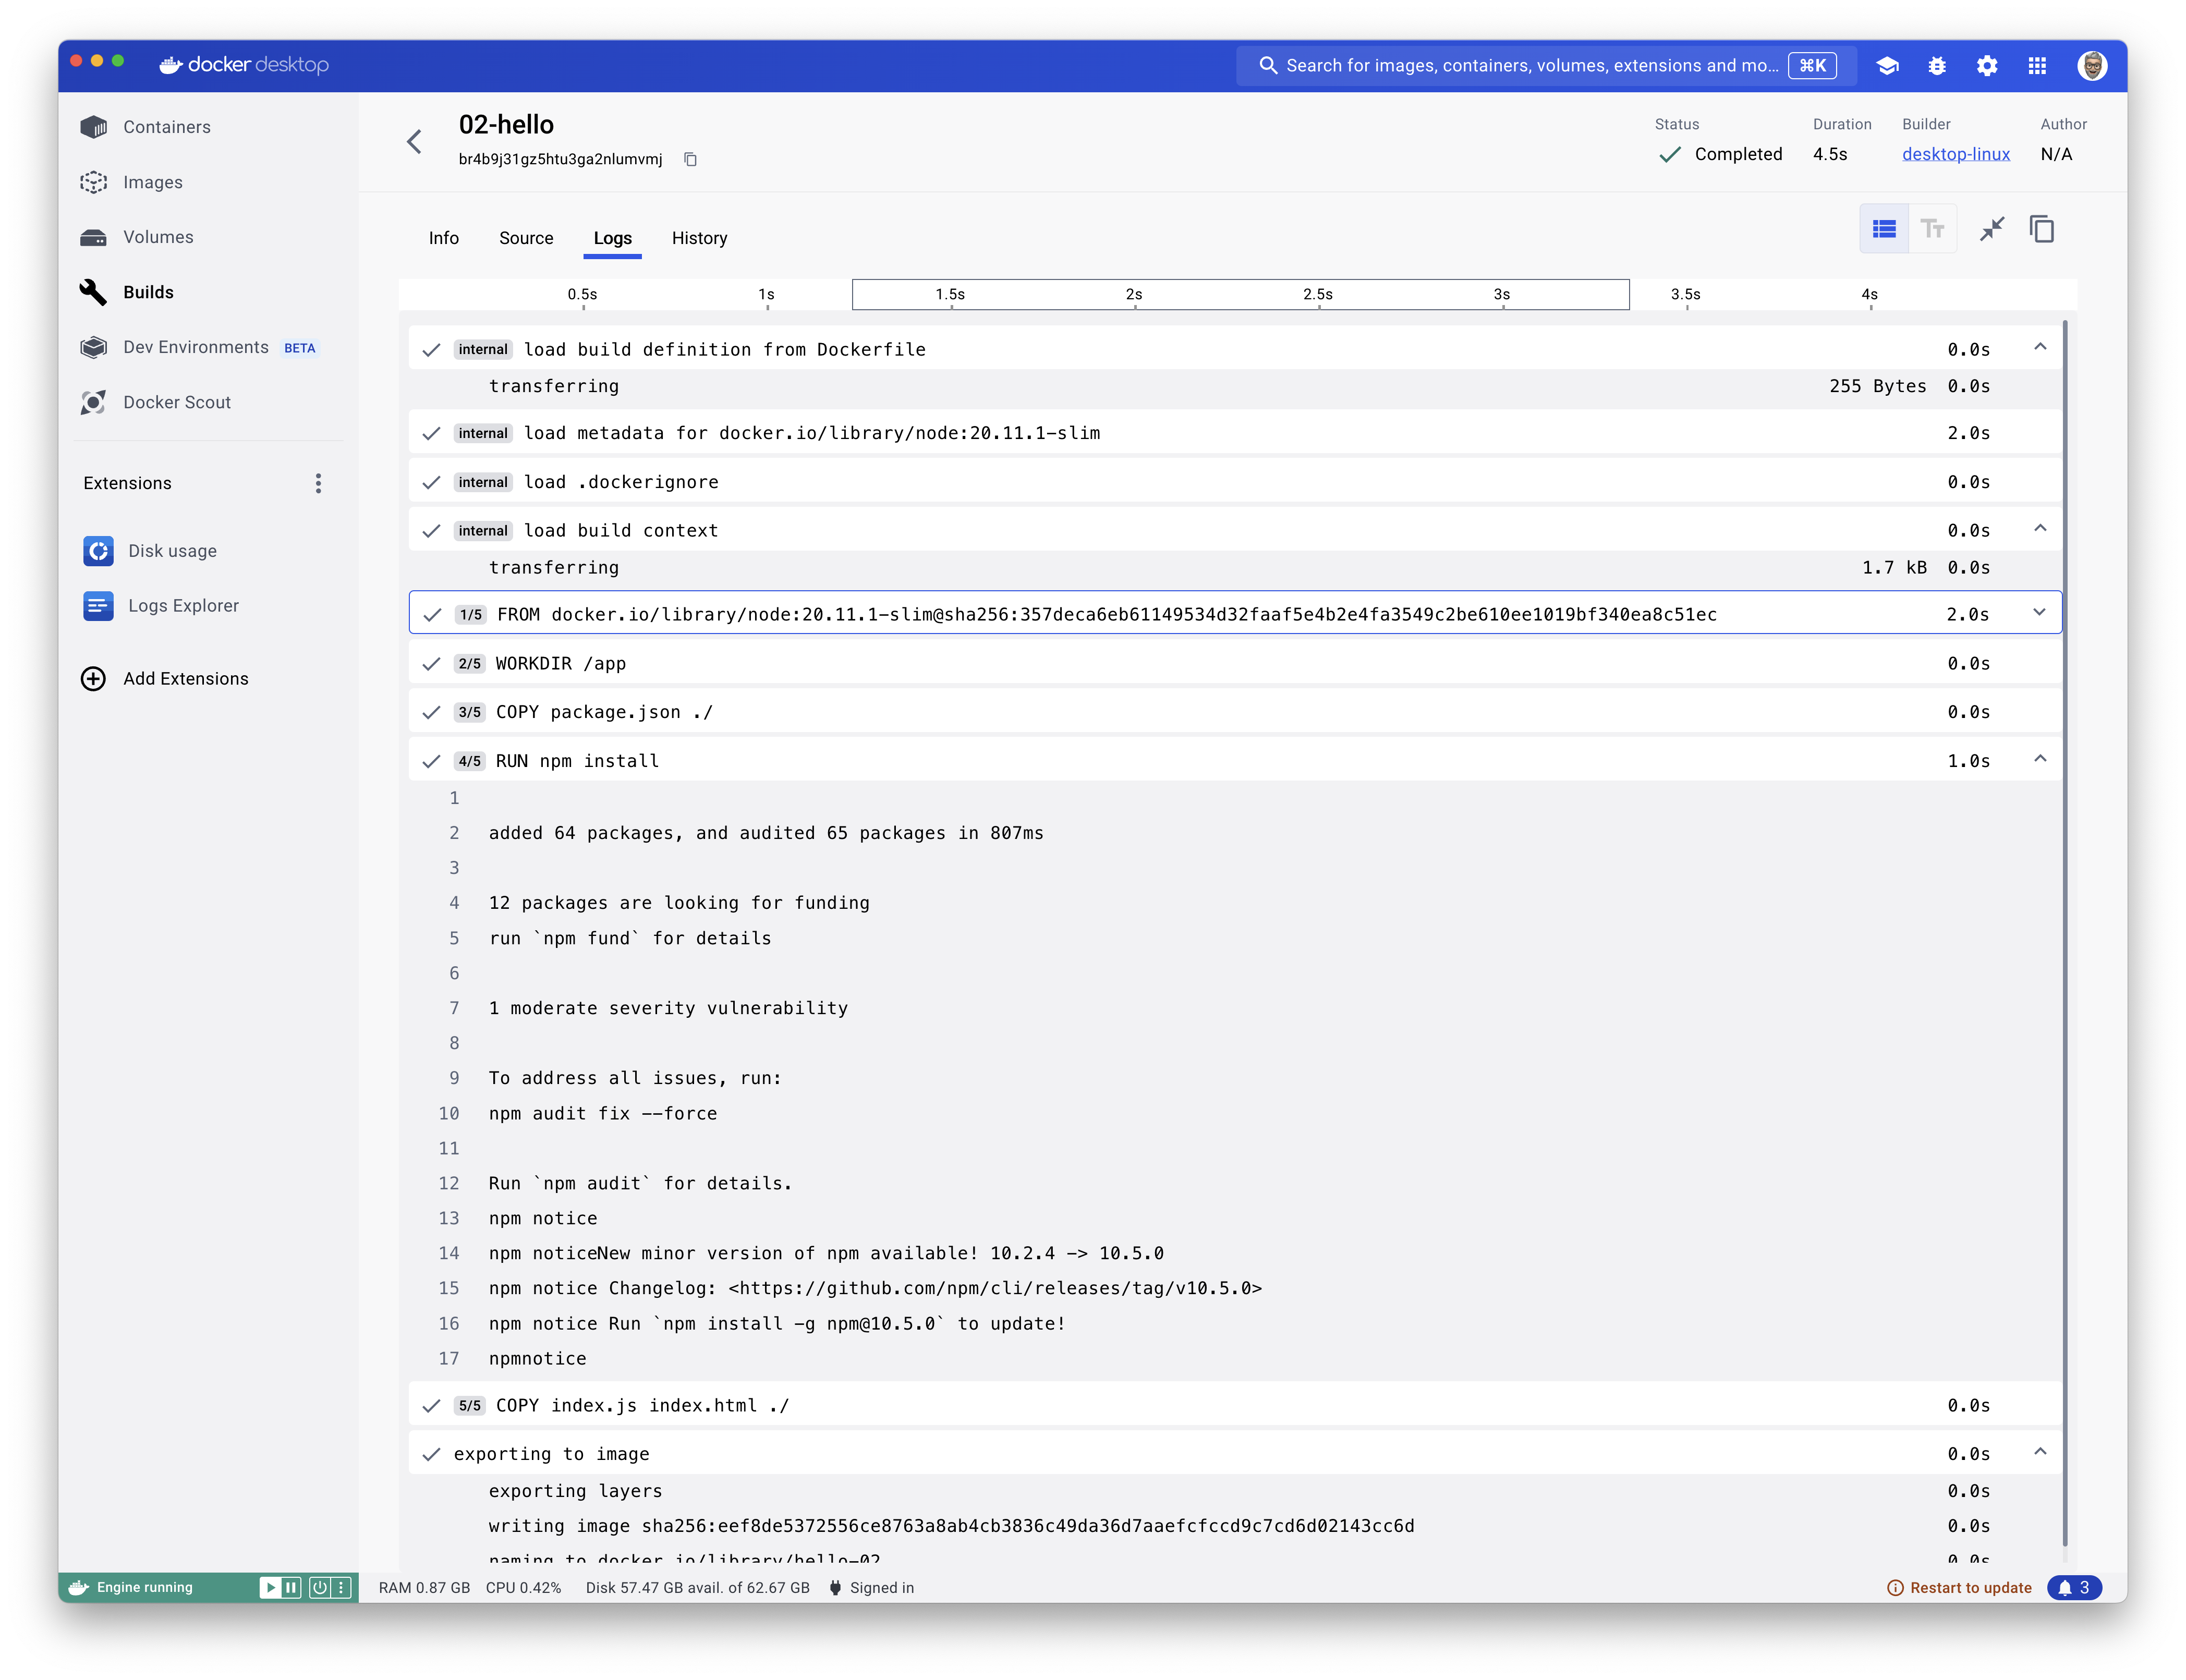 docker desktop
Search for images, containers, volumes, extensions and mo... ⌘K
Containers
Images
Volumes
Builds
Dev Environments BETA
Docker Scout
Extensions
Disk usage
Logs Explorer
Add Extensions
02-hello
br4b9j31gz5htu3ga2nlumvmj
Status Duration Builder Author
Completed 4.5s desktop-linux N/A
Info Source Logs History
Tт
0.5s 1s 1.5s 2s 2.5s 3s 3.5s 4s
internal load build definition from Dockerfile 0.0s
transferring 255 Bytes 0.0s
internal load metadata for docker.io/library/node:20.11.1-slim 2.0s
internal load .dockerignore 0.0s
internal load build context 0.0s
transferring 1.7 kB 0.0s
1/5 FROM docker.io/library/node:20.11.1-slim@sha256:357deca6eb61149534d32faaf5e4b2e4fa3549c2be610ee1019bf340ea8c51ec 2.0s
2/5 WORKDIR /app 0.0s
3/5 COPY package.json ./ 0.0s
4/5 RUN npm install 1.0s
1
2 added 64 packages, and audited 65 packages in 807ms
3
4 12 packages are looking for funding
5 run `npm fund` for details
6
7 1 moderate severity vulnerability
8
9 To address all issues, run:
10 npm audit fix --force
11
12 Run `npm audit` for details.
13 npm notice
14 npm noticeNew minor version of npm available! 10.2.4 -> 10.5.0
15 npm notice Changelog: <https://github.com/npm/cli/releases/tag/v10.5.0>
16 npm notice Run `npm install -g npm@10.5.0` to update!
17 npmnotice
5/5 COPY index.js index.html ./ 0.0s
exporting to image 0.0s
exporting layers 0.0s
writing image sha256:eef8de5372556ce8763a8ab4cb3836c49da36d7aaefcfccd9c7cd6d02143cc6d 0.0s
naming to docker.io/library/hello-02 0.0s
Engine running
RAM 0.87 GB CPU 0.42% Disk 57.47 GB avail. of 62.67 GB Signed in
Restart to update 3